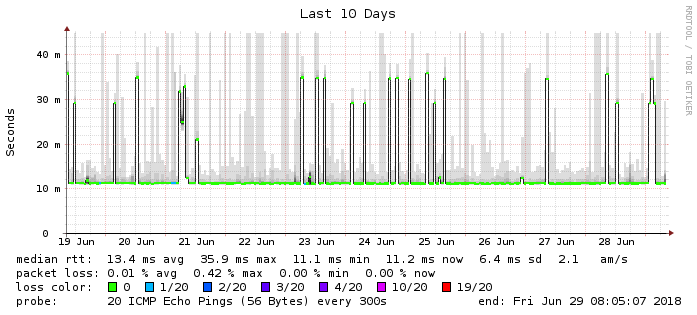 Last 10 Days
RRDTOOL / TOBI OETIKER
Seconds
40 m
30 m
20 m
10 m
0
19 Jun 20 Jun 21 Jun 22 Jun 23 Jun 24 Jun 25 Jun 26 Jun 27 Jun 28 Jun
median rtt: 13.4 ms avg 35.9 ms max 11.1 ms min 11.2 ms now 6.4 ms sd 2.1 am/s
packet loss: 0.01 % avg 0.42 % max 0.00 % min 0.00 % now
loss color: 0 1/20 2/20 3/20 4/20 10/20 19/20
probe: 20 ICMP Echo Pings (56 Bytes) every 300s end: Fri Jun 29 08:05:07 2018